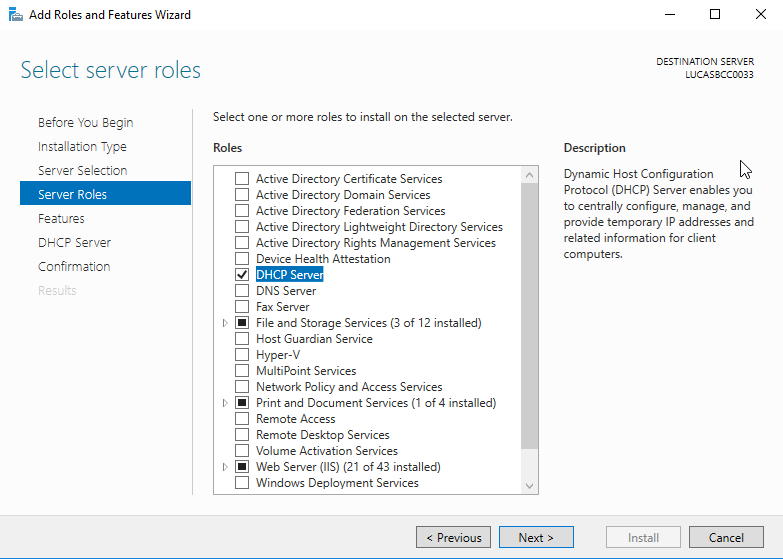 Add Roles and Features Wizard
Select server roles
DESTINATION SERVER
LUCASBCC0033
Before You Begin
Installation Type
Server Selection
Server Roles
Features
DHCP Server
Confirmation
Results
Select one or more roles to install on the selected server.
Roles
Active Directory Certificate Services
Active Directory Domain Services
Active Directory Federation Services
Active Directory Lightweight Directory Services
Active Directory Rights Management Services
Device Health Attestation
DHCP Server
DNS Server
Fax Server
File and Storage Services (3 of 12 installed)
Host Guardian Service
Hyper-V
MultiPoint Services
Network Policy and Access Services
Print and Document Services (1 of 4 installed)
Remote Access
Remote Desktop Services
Volume Activation Services
Web Server (IIS) (21 of 43 installed)
Windows Deployment Services
Description
Dynamic Host Configuration
Protocol (DHCP) Server enables you
to centrally configure, manage, and
provide temporary IP addresses and
related information for client
computers.
< Previous
Next >
Install
Cancel